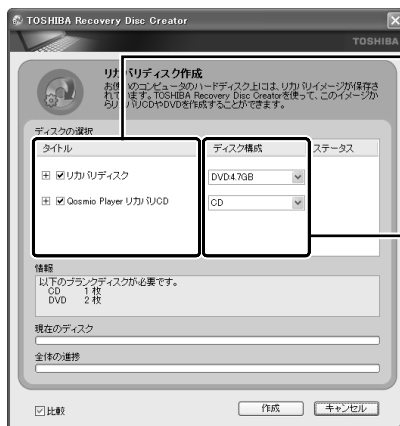 TOSHIBA Recovery Disc Creator
TOSHIBA
リカバリディスク作成
お使いのコンピュータのハードディスク上には、リカバリイメージが保存さ
れています。TOSHIBA Recovery Disc Creatorを使って、このイメージか
らリカバリCDやDVDを作成することができます。
ディスクの選択
タイトル ディスク構成 ステータス
リカバリディスク DVD:4.7GB
Qosmio Player リカバリCD CD
情報
以下のブランクディスクが必要です。
CD 1 枚
DVD 2 枚
現在のディスク
全体の進捗
比較 作成 キャンセル